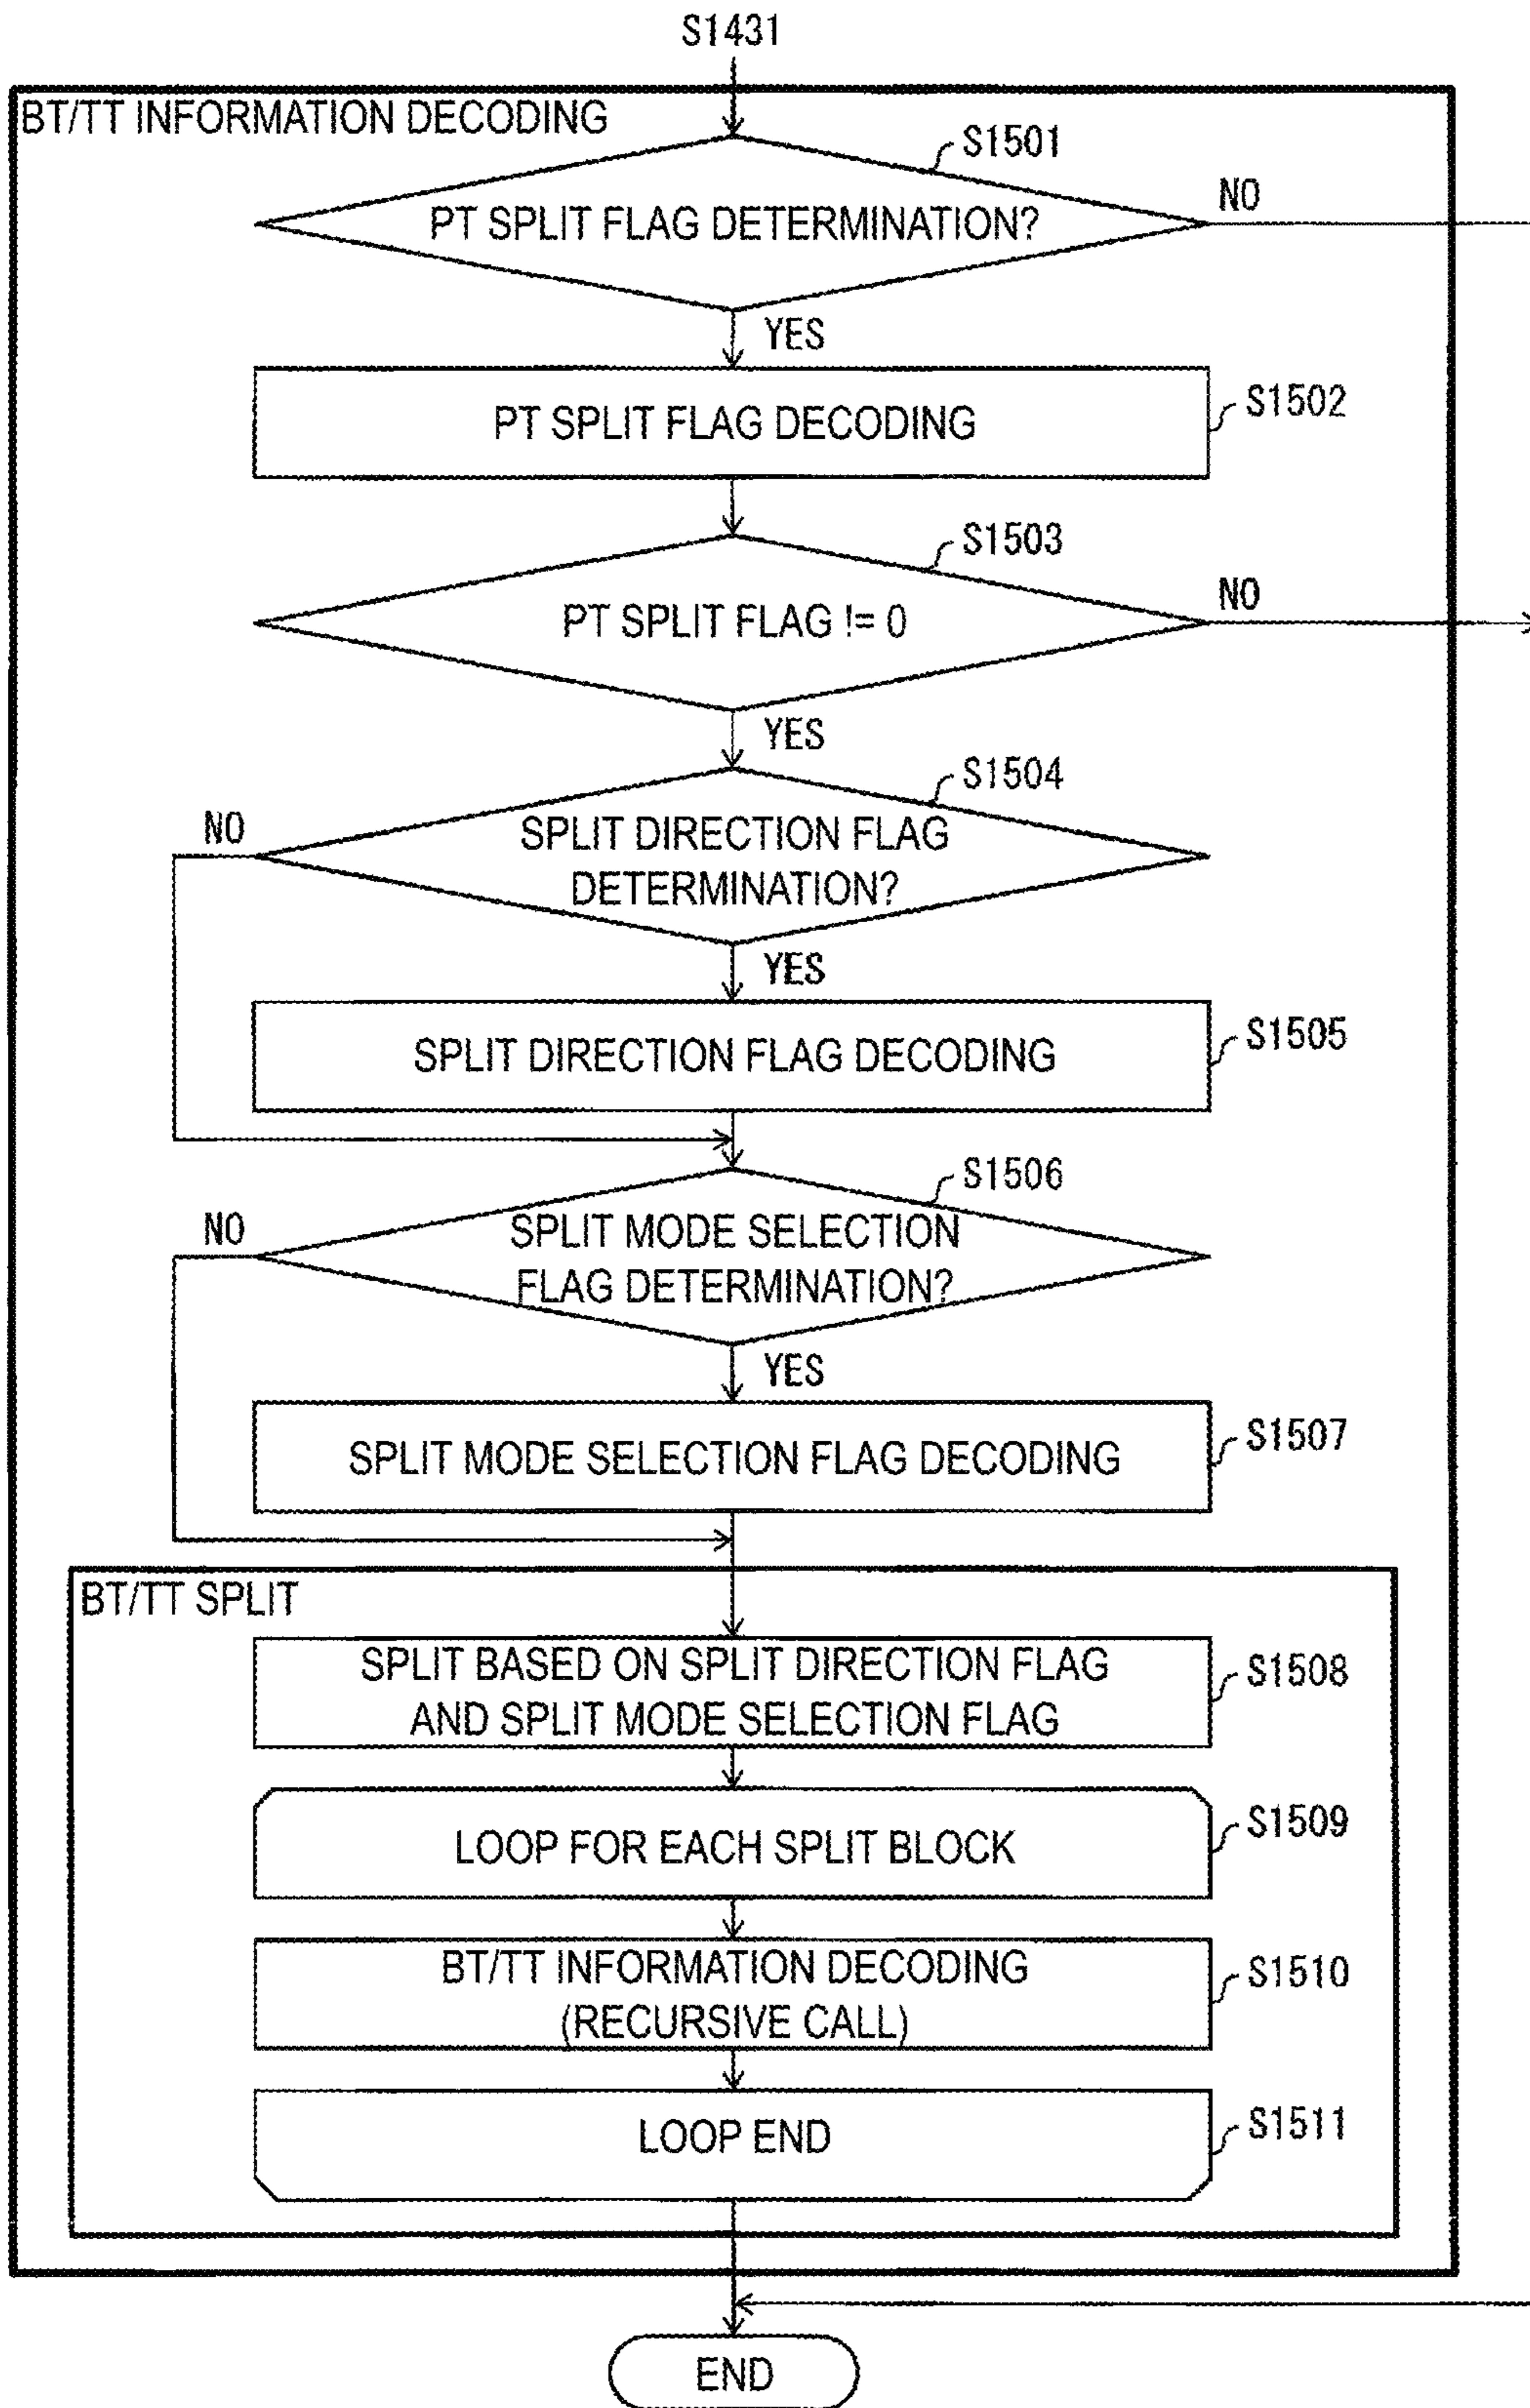 S1431
BT/TT INFORMATION DECODING
S1501
PT SPLIT FLAG DETERMINATION?
NO
YES
PT SPLIT FLAG DECODING
S1502
S1503
PT SPLIT FLAG != 0
NO
YES
S1504
NO
SPLIT DIRECTION FLAG
DETERMINATION?
YES
SPLIT DIRECTION FLAG DECODING
S1505
S1506
NO
SPLIT MODE SELECTION
FLAG DETERMINATION?
YES
SPLIT MODE SELECTION FLAG DECODING
S1507
BT/TT SPLIT
SPLIT BASED ON SPLIT DIRECTION FLAG
AND SPLIT MODE SELECTION FLAG
S1508
LOOP FOR EACH SPLIT BLOCK
S1509
BT/TT INFORMATION DECODING
(RECURSIVE CALL)
S1510
LOOP END
S1511
END